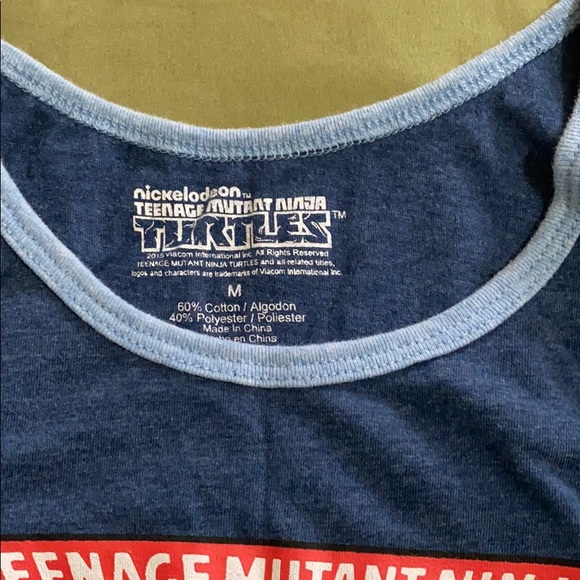 nickelodeon™
TEENAGE MUTANT NINJA
TURTLES™
2015 Viacom International Inc. All Rights Reserved
TEENAGE MUTANT NINJA TURTLES and all related titles,
logos and characters are trademarks of Viacom International Inc.
M
60% Cotton / Algodon
40% Polyester / Poliester
Made in China
en China
TEENAGE MUTANT